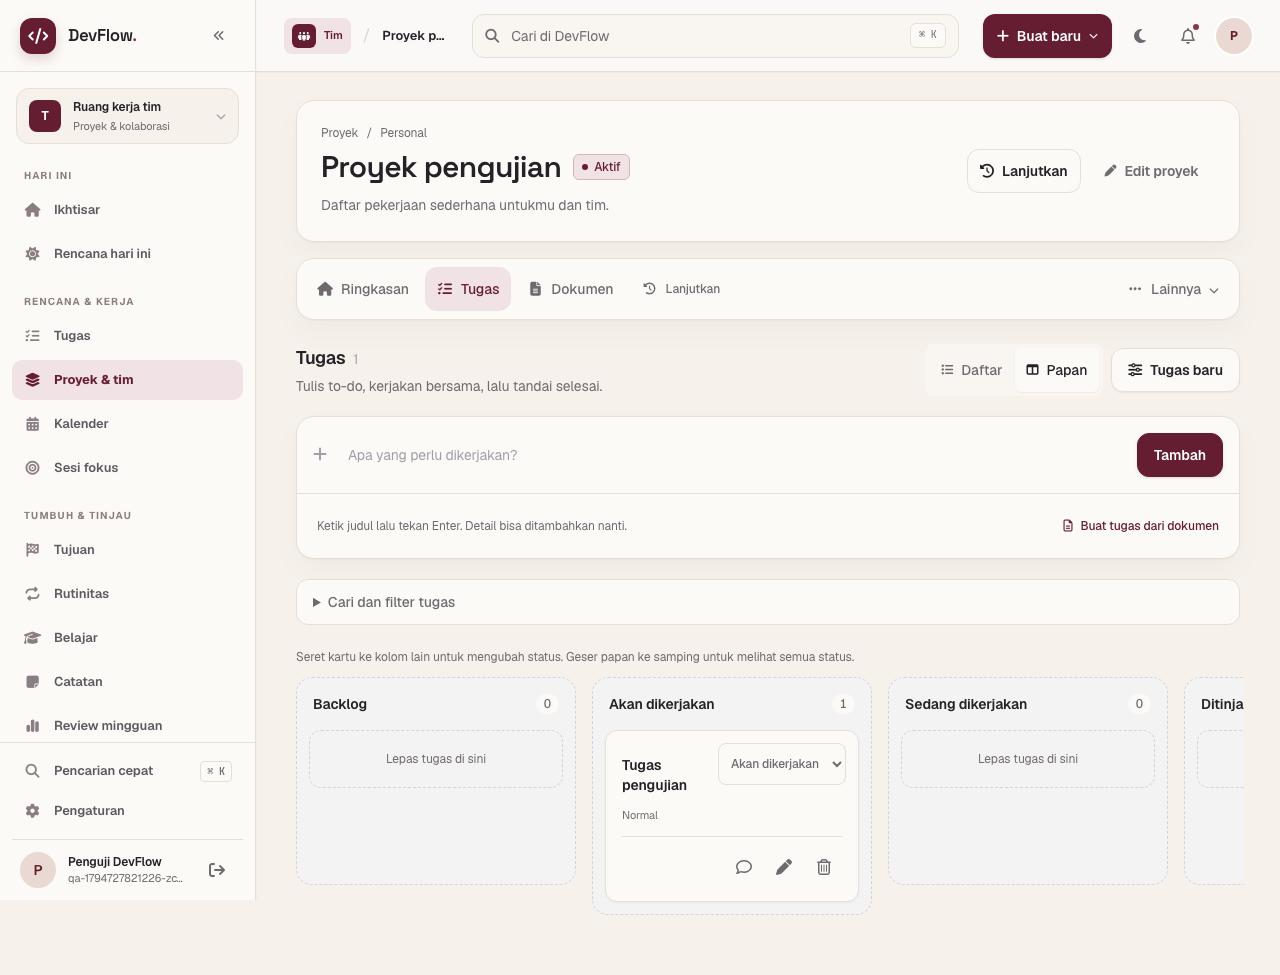 DevFlow.
Tim / Proyek p...
Cari di DevFlow
⌘ K
Buat baru
P
T
Ruang kerja tim
Proyek & kolaborasi
HARI INI
Ikhtisar
Rencana hari ini
RENCANA & KERJA
Tugas
Proyek & tim
Kalender
Sesi fokus
TUMBUH & TINJAU
Tujuan
Rutinitas
Belajar
Catatan
Review mingguan
Pencarian cepat
⌘ K
Pengaturan
P
Penguji DevFlow
qa-1794727821226-zc...
Proyek / Personal
Proyek pengujian
Aktif
Daftar pekerjaan sederhana untukmu dan tim.
Lanjutkan
Edit proyek
Ringkasan
Tugas
Dokumen
Lanjutkan
Lainnya
Tugas 1
Tulis to-do, kerjakan bersama, lalu tandai selesai.
Daftar
Papan
Tugas baru
Apa yang perlu dikerjakan?
Tambah
Ketik judul lalu tekan Enter. Detail bisa ditambahkan nanti.
Buat tugas dari dokumen
Cari dan filter tugas
Seret kartu ke kolom lain untuk mengubah status. Geser papan ke samping untuk melihat semua status.
Backlog 0
Lepas tugas di sini
Akan dikerjakan 1
Tugas pengujian
Akan dikerjakan
Normal
Sedang dikerjakan 0
Lepas tugas di sini
Ditinja